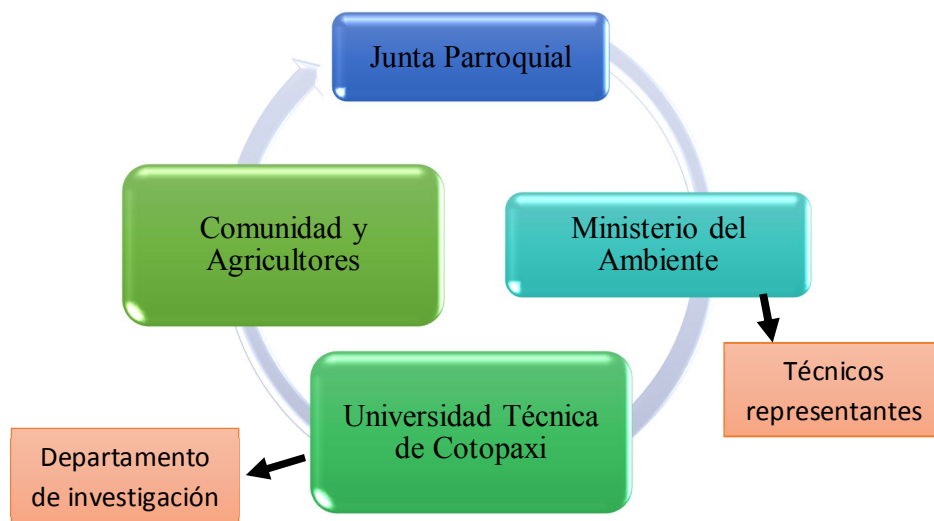 Junta Parroquial
Comunidad y
Agricultores
Ministerio del
Ambiente
Técnicos
representantes
Universidad Técnica
de Cotopaxi
Departamento
de investigación